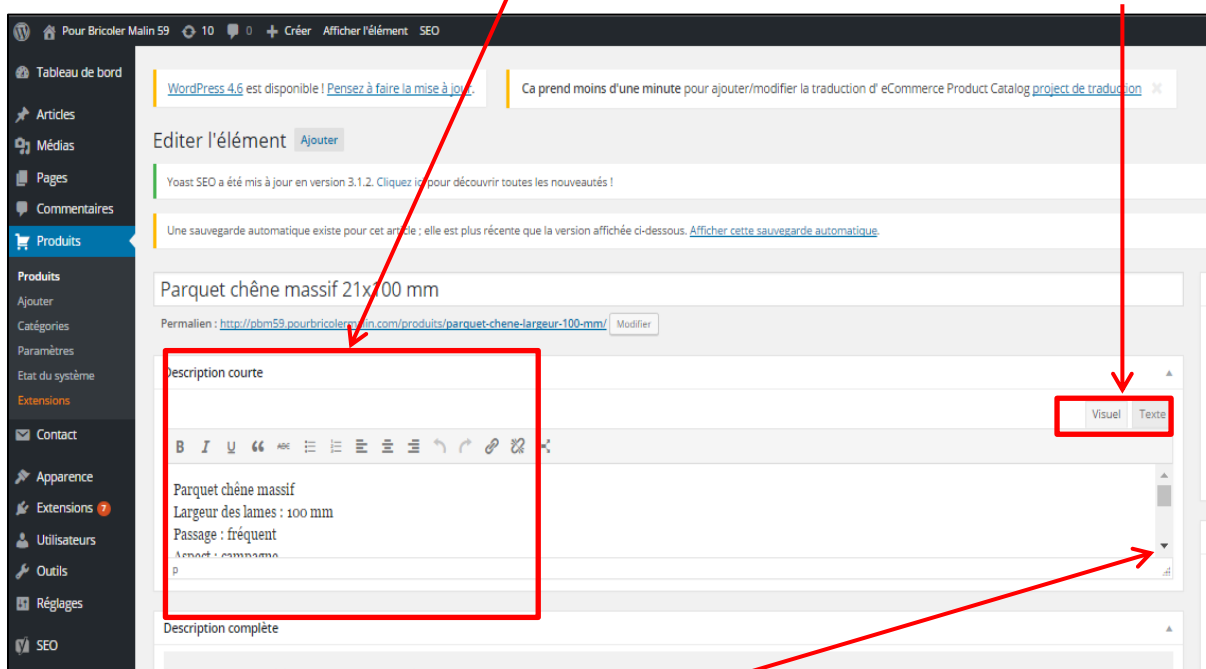 Pour Bricoler Malin 59 10 0 Créer Afficher l'élément SEO
Tableau de bord
Articles
Médias
Pages
Commentaires
Produits
Produits
Ajouter
Catégories
Paramètres
Etat du système
Extensions
Contact
Apparence
Extensions 7
Utilisateurs
Outils
Réglages
SEO
WordPress 4.6 est disponible ! Pensez à faire la mise à jour.
Ca prend moins d'une minute pour ajouter/modifier la traduction d' eCommerce Product Catalog project de traduction
Editer l'élément Ajouter
Yoast SEO a été mis à jour en version 3.1.2. Cliquez ici pour découvrir toutes les nouveautés !
Une sauvegarde automatique existe pour cet article ; elle est plus récente que la version affichée ci-dessous. Afficher cette sauvegarde automatique.
Parquet chêne massif 21x100 mm
Permalien : http://pbm59.pourbricolermalin.com/produits/parquet-chene-largeur-100-mm/ Modifier
Description courte
Visuel Texte
B I U ABC
Parquet chêne massif
Largeur des lames : 100 mm
Passage : fréquent
Aspect : campagne
p
Description complète